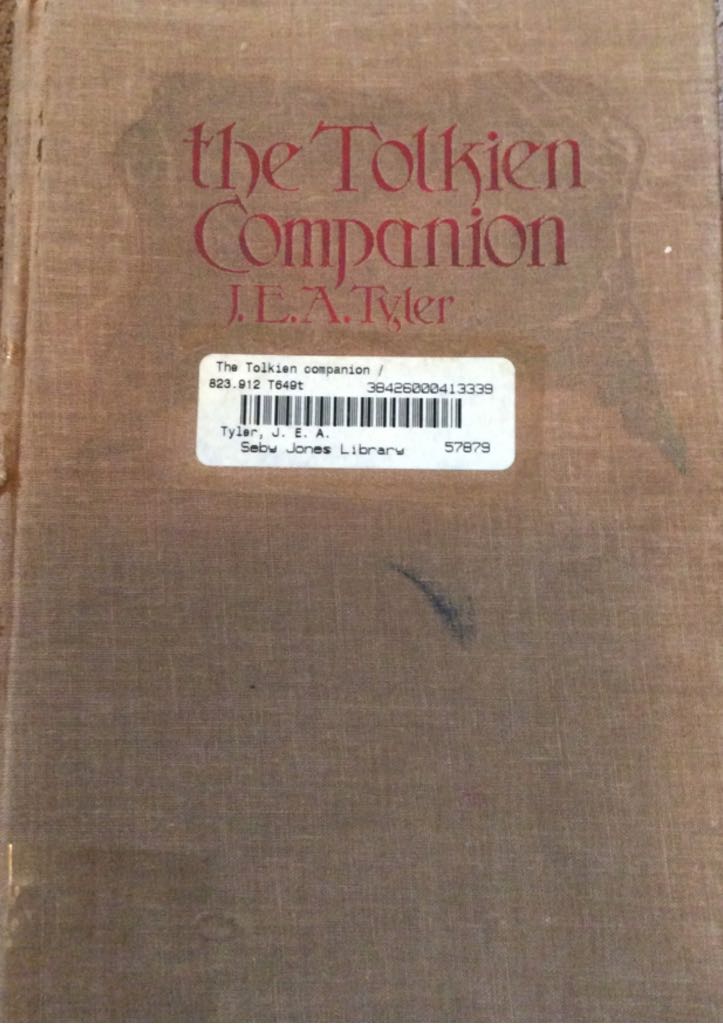 the Tolkien
Companion
J.E.A.Tyler
The Tolkien companion /
823.912 T649t 38426000413339
Tyler, J. E. A.
Seby Jones Library 57879